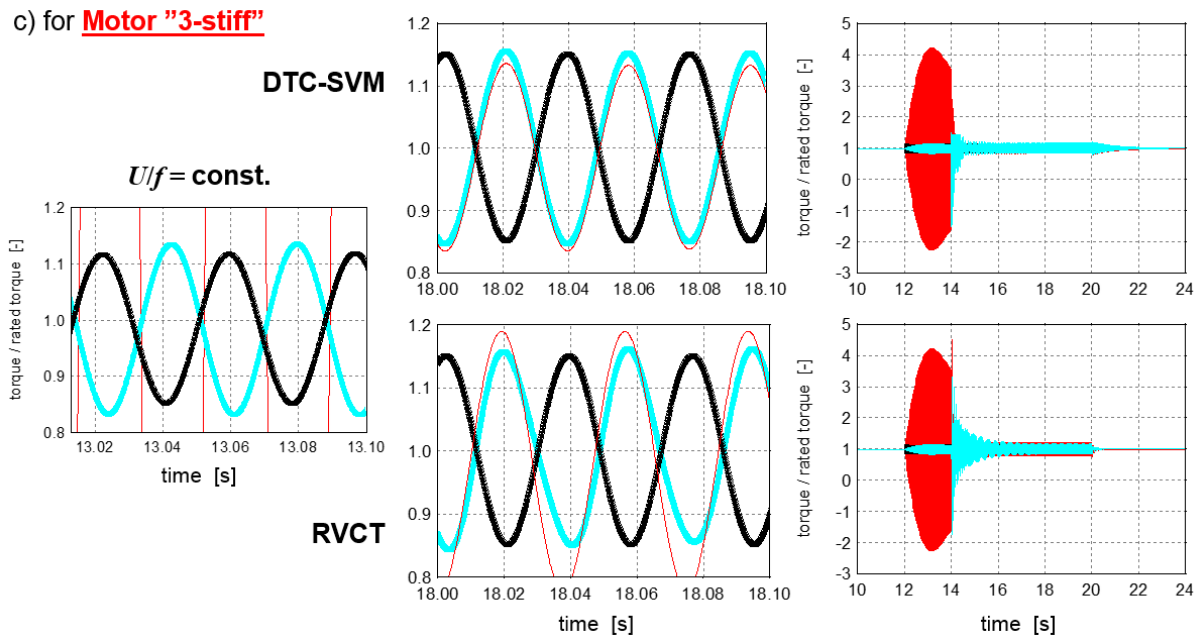 c) for Motor ”3-stiff”
DTC-SVM
1.2
1.1
1.0
0.9
0.8
18.00 18.02 18.04 18.06 18.08 18.10
torque / rated torque [-]
5
4
3
2
1
0
-1
-2
-3
10 12 14 16 18 20 22 24
U/f = const.
torque / rated torque [-]
1.2
1.1
1.0
0.9
0.8
13.02 13.04 13.06 13.08 13.10
time [s]
RVCT
1.2
1.1
1.0
0.9
0.8
18.00 18.02 18.04 18.06 18.08 18.10
time [s]
torque / rated torque [-]
5
4
3
2
1
0
-1
-2
-3
10 12 14 16 18 20 22 24
time [s]